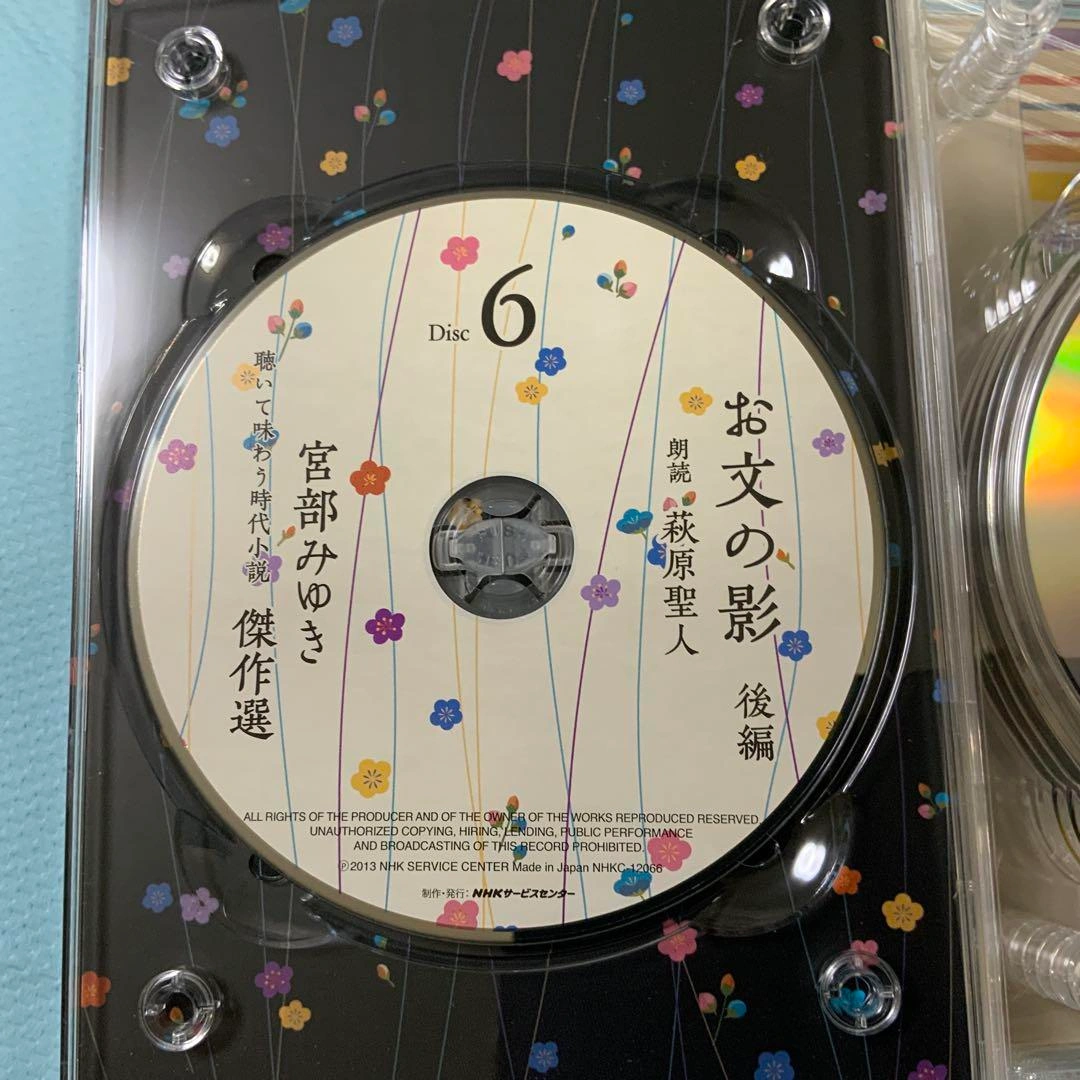 Disc 6
お文の影 後編
朗読 萩原聖人
宮部みゆき
聴いて味わう時代小説 傑作選
ALL RIGHTS OF THE PRODUCER AND OF THE OWNER OF THE WORKS REPRODUCED RESERVED.
UNAUTHORIZED COPYING, HIRING, LENDING, PUBLIC PERFORMANCE
AND BROADCASTING OF THIS RECORD PROHIBITED.
Ⓟ2013 NHK SERVICE CENTER Made in Japan NHKC-12066
制作・発行：NHKサービスセンター